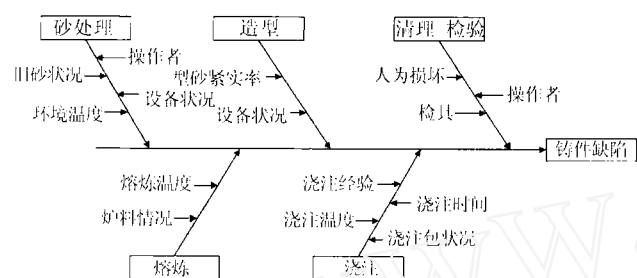 砂处理
造型
清理 检验
操作者
旧砂状况
设备状况
环境温度
型砂紧实率
设备状况
人为损坏
操作者
检具
铸件缺陷
熔炼温度
炉料情况
浇注经验
浇注时间
浇注温度
浇注包状况
熔炼
浇注